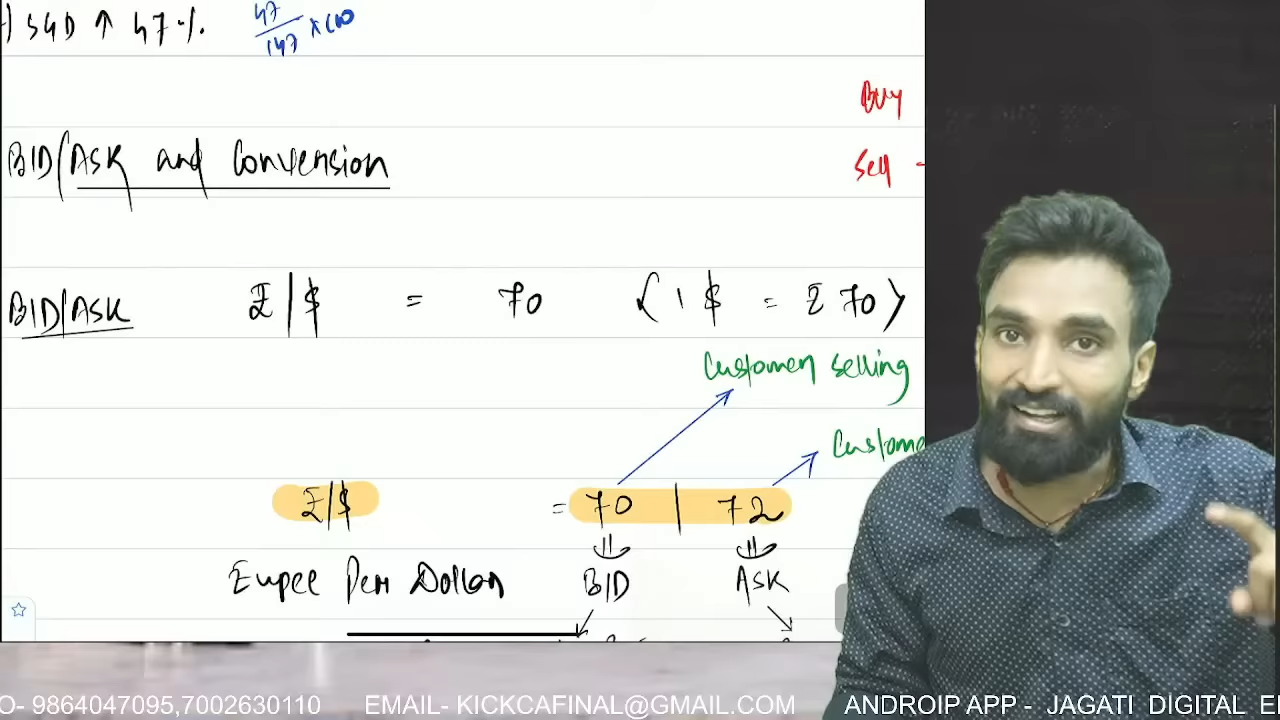 ) SGD ↑ 47%. 47/147 x 100
Buy
BID/ASK and Conversion
Sell -
BID/ASK ₹/$ = 70 { 1 $ = ₹ 70 }
Customer selling
Custome
₹/$ = 70 | 72
Rupee Per Dollar BID ASK
O- 9864047095,7002630110 EMAIL- KICKCAFINAL@GMAIL.COM ANDROIP APP - JAGATI DIGITAL E